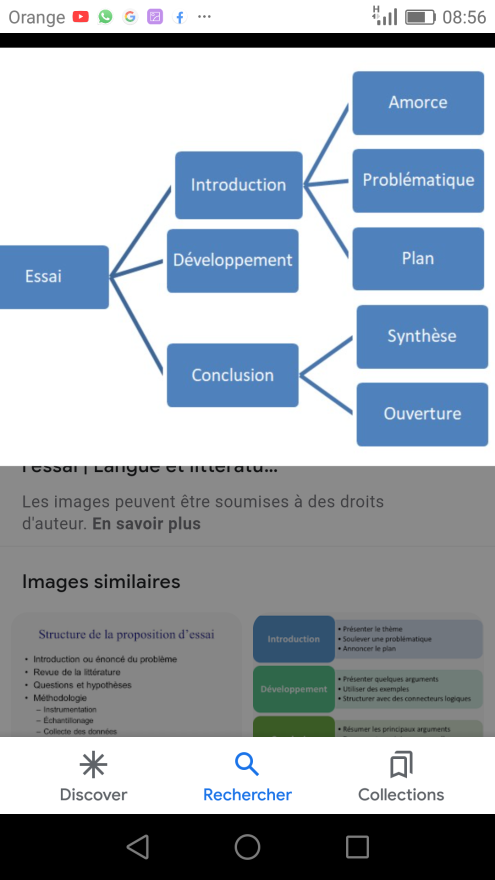 Orange
H
08:56
Amorce
Introduction
Problématique
Développement
Plan
Essai
Synthèse
Conclusion
Ouverture
l'essai | Langue et littératu...
Les images peuvent être soumises à des droits
d'auteur. En savoir plus
Images similaires
Structure de la proposition d'essai
• Introduction ou énoncé du problème
• Revue de la littérature
• Questions et hypothèses
• Méthodologie
– Instrumentation
– Échantillonage
– Collecte des données
Introduction
• Présenter le thème
• Soulever une problématique
• Annoncer le plan
Développement
• Présenter quelques arguments
• Utiliser des exemples
• Structurer avec des connecteurs logiques
• Résumer les principaux arguments
Discover
Rechercher
Collections